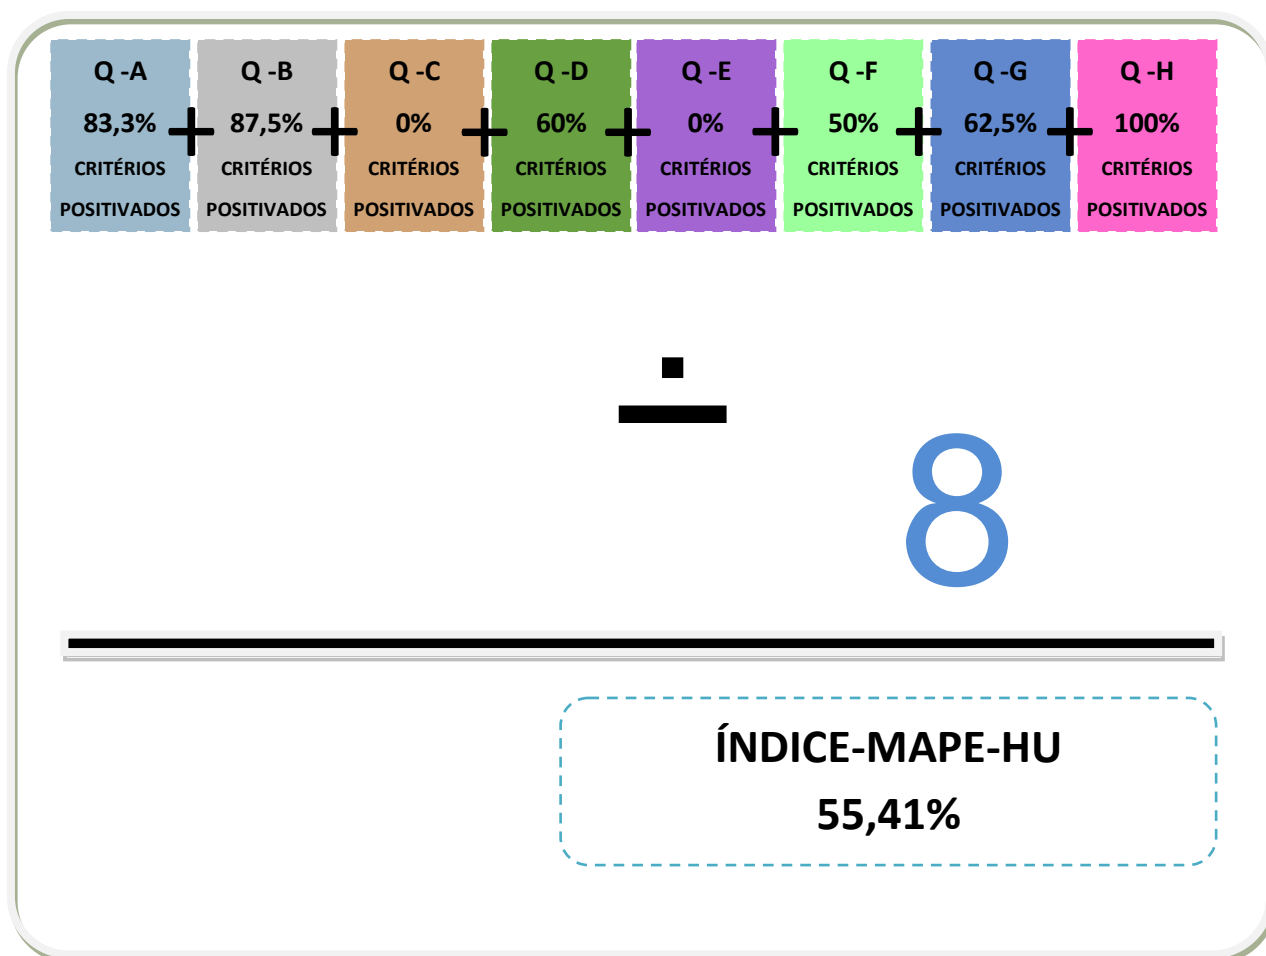 Q -A
83,3%
CRITÉRIOS
POSITIVADOS
+
Q -B
87,5%
CRITÉRIOS
POSITIVADOS
+
Q -C
0%
CRITÉRIOS
POSITIVADOS
+
Q -D
60%
CRITÉRIOS
POSITIVADOS
+
Q -E
0%
CRITÉRIOS
POSITIVADOS
+
Q -F
50%
CRITÉRIOS
POSITIVADOS
+
Q -G
62,5%
CRITÉRIOS
POSITIVADOS
+
Q -H
100%
CRITÉRIOS
POSITIVADOS
8
ÍNDICE-MAPE-HU
55,41%